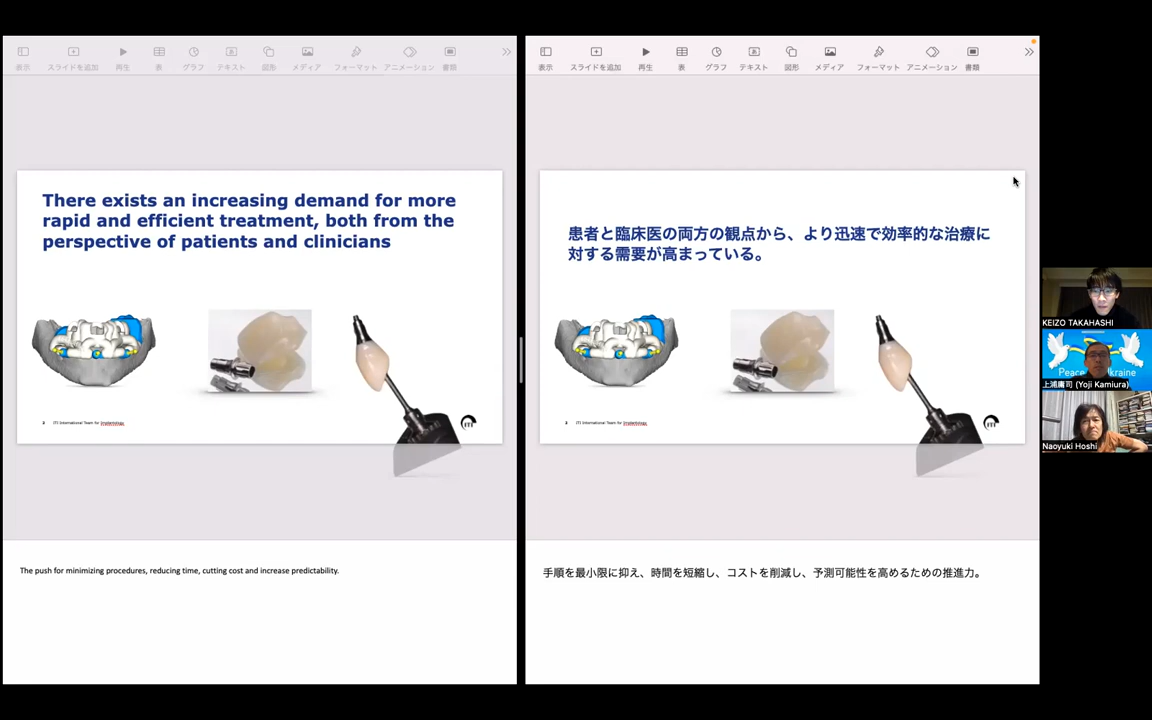 表示
スライドを追加
再生
表
グラフ
テキスト
図形
メディア
フォーマット
アニメーション
書類
There exists an increasing demand for more
rapid and efficient treatment, both from the
perspective of patients and clinicians
3 ITI International Team for Implantology
ITI
The push for minimizing procedures, reducing time, cutting cost and increase predictability.
表示
スライドを追加
再生
表
グラフ
テキスト
図形
メディア
フォーマット
アニメーション
書類
患者と臨床医の両方の観点から、より迅速で効率的な治療に
対する需要が高まっている。
3 ITI International Team for Implantology
ITI
手順を最小限に抑え、時間を短縮し、コストを削減し、予測可能性を高めるための推進力。
KEIZO TAKAHASHI
Peace
Ukraine
上浦庸司 (Yoji Kamiura)
Naoyuki Hoshi